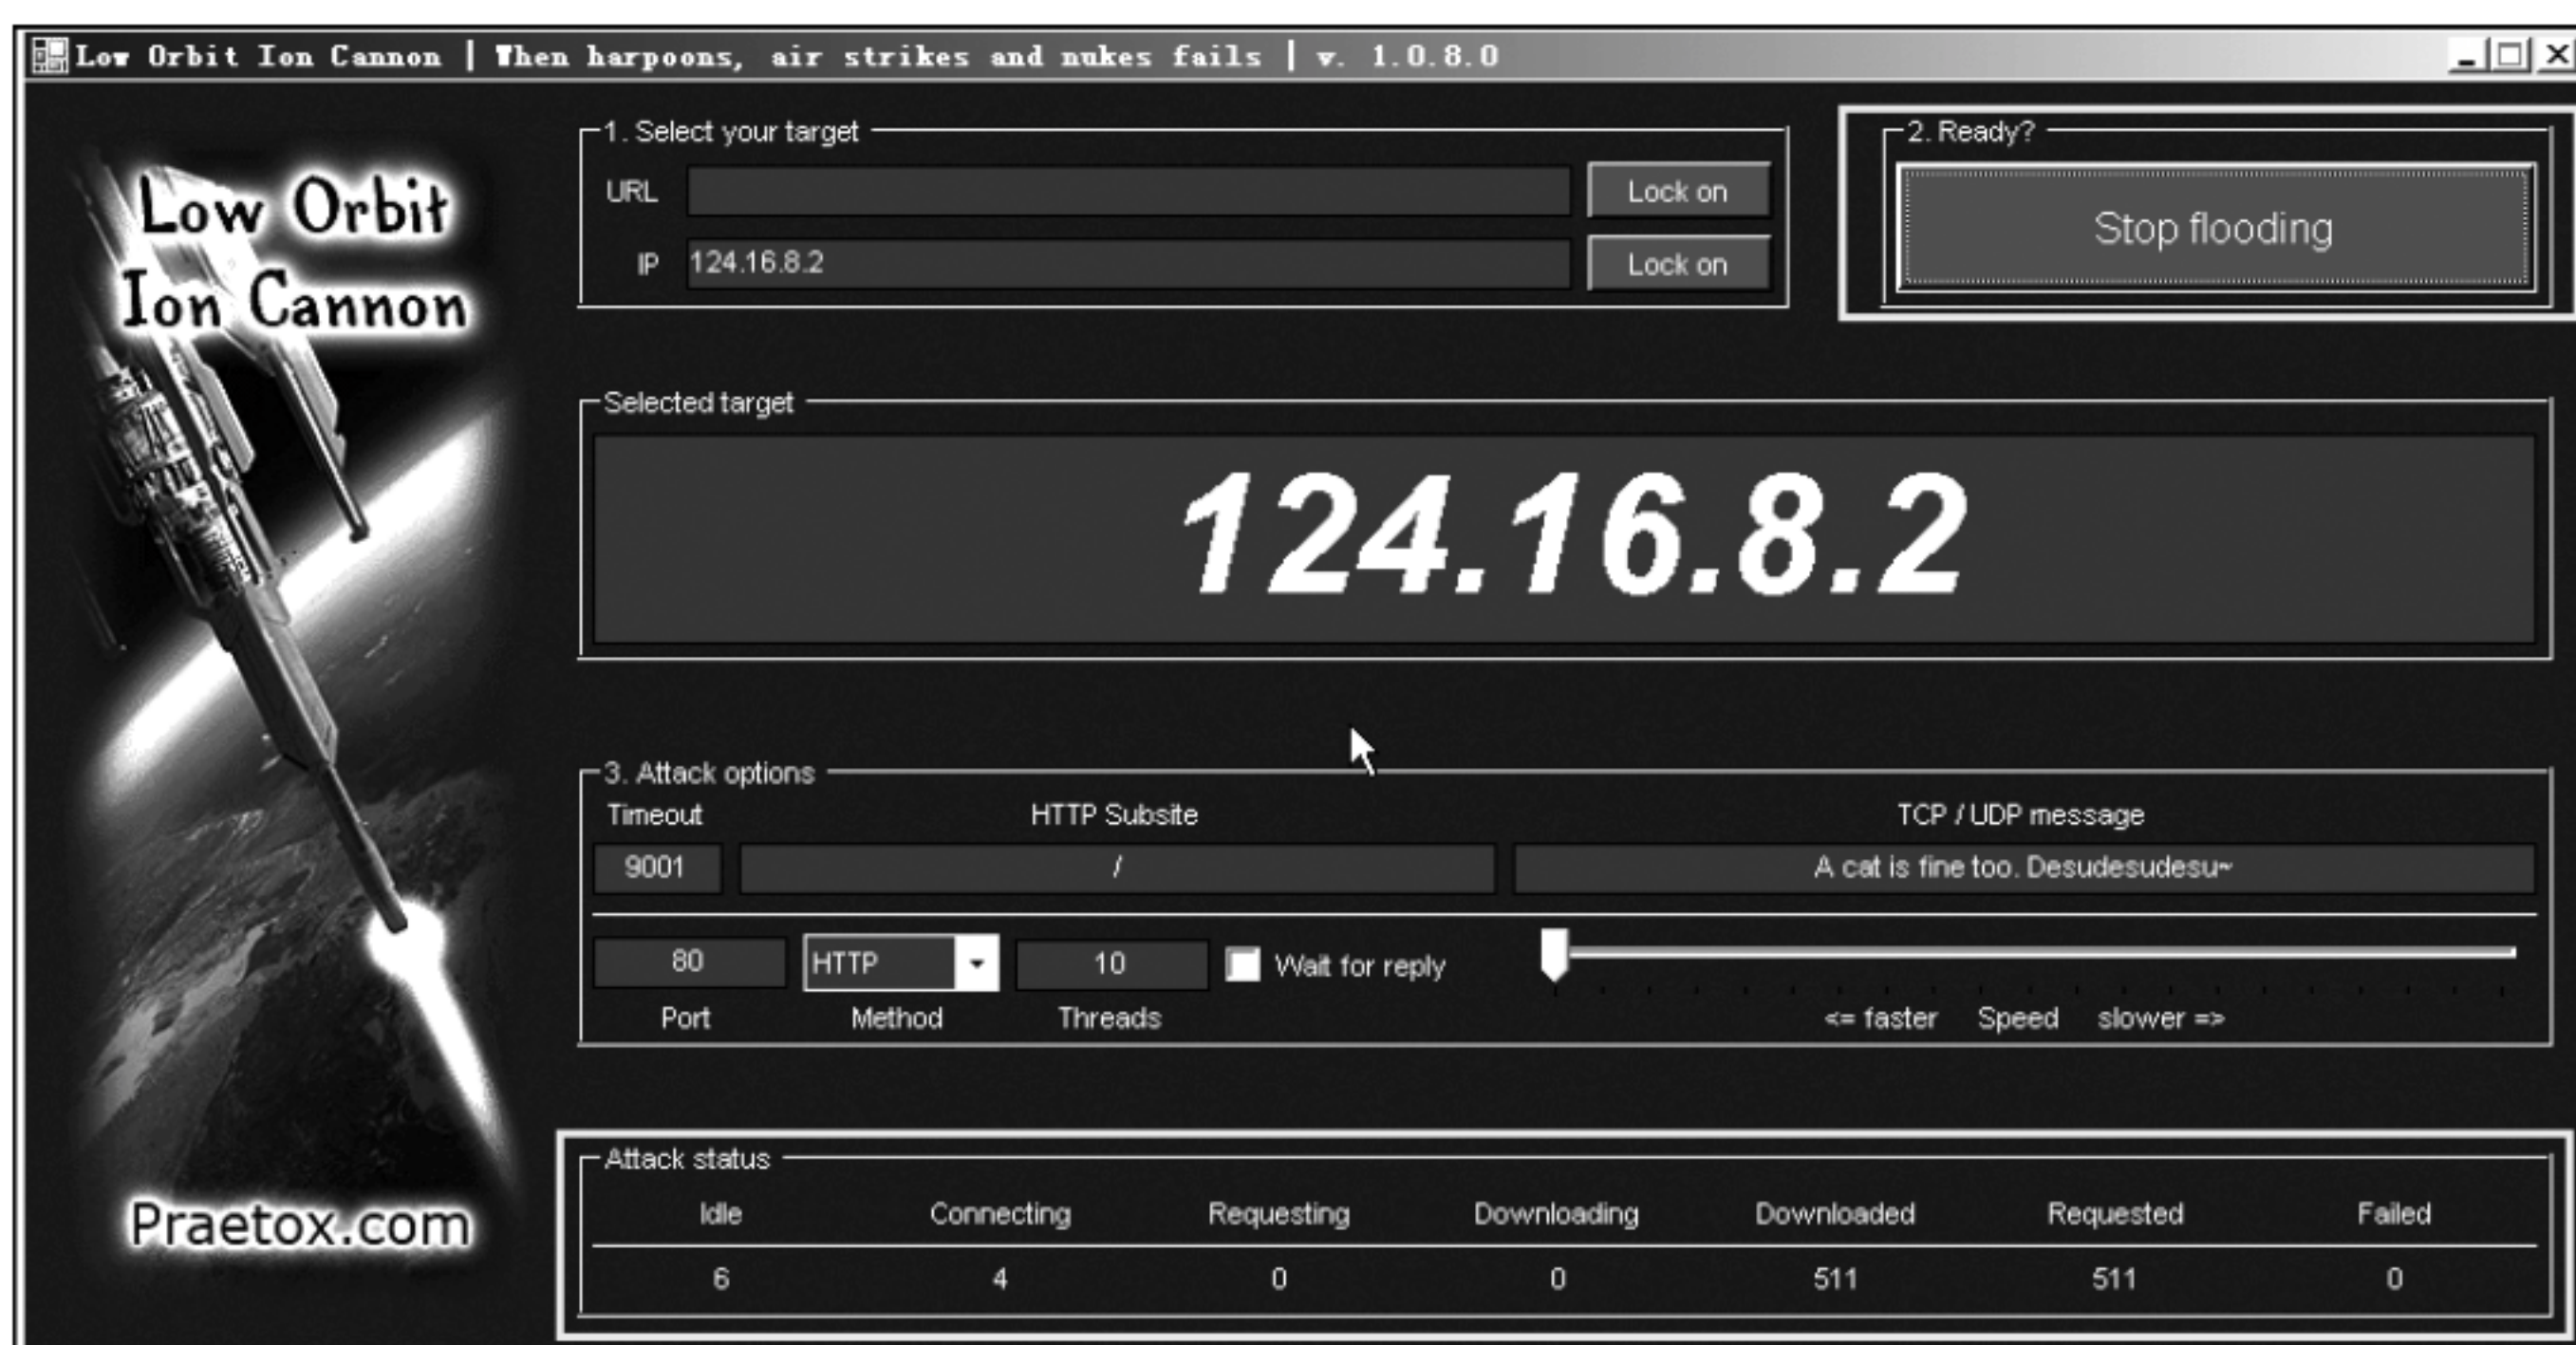 Low Orbit Ion Cannon | When harpoons, air strikes and nukes fails | v. 1.0.8.0
Low Orbit
Ion Cannon
Praetox.com
1. Select your target
URL Lock on
IP 124.16.8.2 Lock on
2. Ready?
Stop flooding
Selected target
124.16.8.2
3. Attack options
Timeout HTTP Subsite TCP / UDP message
9001 / A cat is fine too. Desudesudesu~
80 HTTP 10 Wait for reply
Port Method Threads <= faster Speed slower =>
Attack status
Idle Connecting Requesting Downloading Downloaded Requested Failed
6 4 0 0 511 511 0